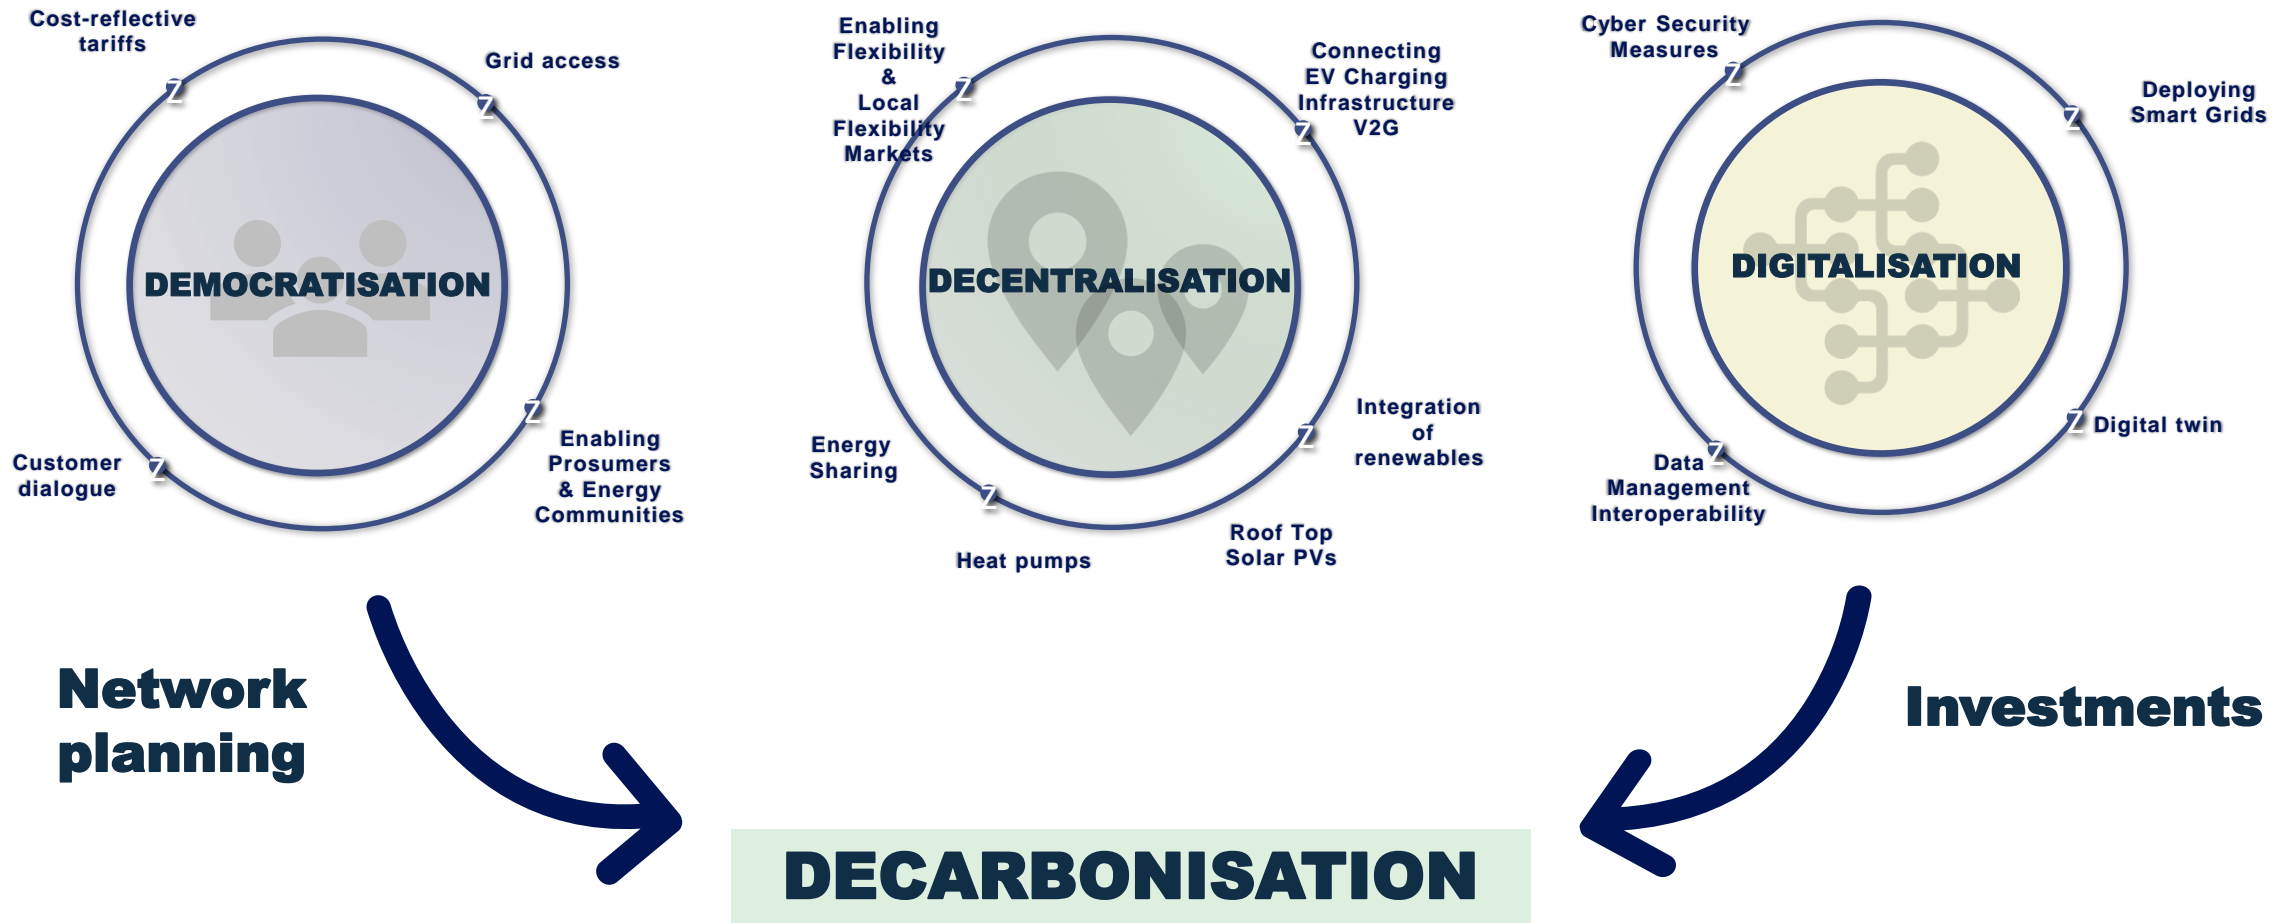 Cost-reflective
tariffs
Grid access
Z
Z
DEMOCRATISATION
Z
Enabling
Prosumers
& Energy
Communities
Customer
dialogue
Z
Enabling
Flexibility
&
Local
Flexibility
Markets
Z
Connecting
EV Charging
Infrastructure
V2G
Z
DECENTRALISATION
Integration
of
renewables
Z
Energy
Sharing
Z
Roof Top
Solar PVs
Heat pumps
Cyber Security
Measures
Z
Deploying
Smart Grids
Z
DIGITALISATION
Z
Digital twin
Z
Data
Management
Interoperability
Network
planning
Investments
DECARBONISATION